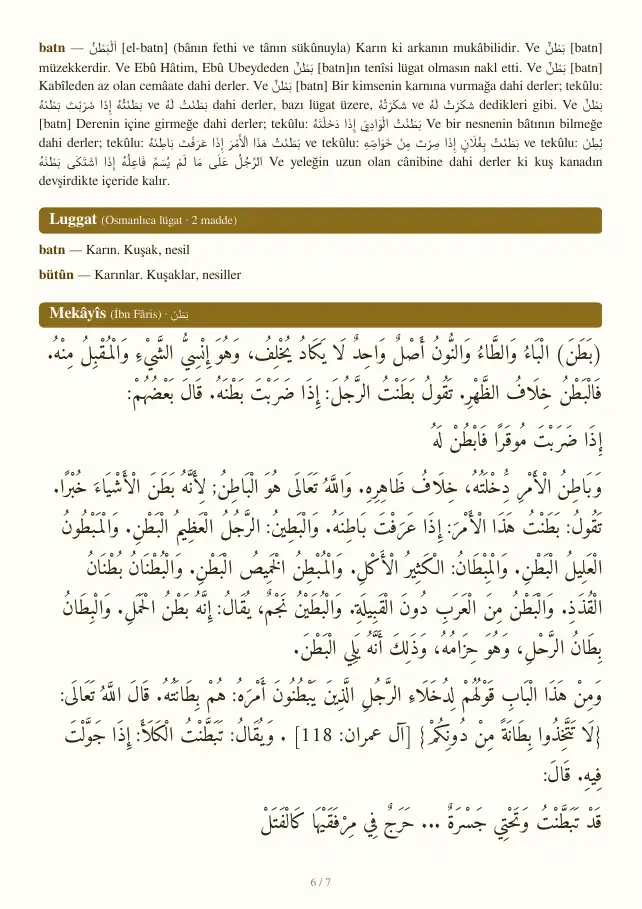 batn — اَلْبَطْنُ [el-batn] (bânın fethi ve tânın sükûnuyla) Karın ki arkanın mukâbilidir. Ve بَطْنٌ [batn]
müzekkerdir. Ve Ebû Hâtim, Ebu Ubeydeden بَطْنٌ [batn]ın tenîsi lügat olmasın nakl etti. Ve بَطْنٌ [batn]
Kabîleden az olan cemâate dahi derler. Ve بَطْنٌ [batn] Bir kimsenin karnına vurmağa dahi derler; tekûlu:
بَطَنْتُهُ إِذَا ضَرَبْتَ بَطْنَهُ ve بَطَنْتُ لَهُ dahi derler, bazı lügat üzere, شَكَرْتُهُ ve شَكَرْتُ لَهُ dedikleri gibi. Ve بَطْنٌ
[batn] Derenin içine girmeğe dahi derler; tekûlu: بَطَنْتُ الْوَادِيَ إِذَا دَخَلْتَهُ Ve bir nesnenin bâtının bilmeğe
dahi derler; tekûlu: بَطَنْتُ هَذَا الْأَمْرَ إِذَا عَرَفْتَ بَاطِنَهُ ve tekûlu: بَطَنْتُ بِفُلَانٍ إِذَا صِرْتَ مِنْ خَوَاصِّهِ ve tekûlu: بُطِنَ
الرَّجُلُ عَلَى مَا لَمْ يُسَمَّ فَاعِلُهُ إِذَا اشْتَكَى بَطْنَهُ Ve yeleğin uzun olan cânibine dahi derler ki kuş kanadın
devşirdikte içeride kalır.
Luggat (Osmanlıca lügat · 2 madde)
batn — Karın. Kuşak, nesil
bütûn — Karınlar. Kuşaklar, nesiller
Mekâyîs (İbn Fâris) · بَطَنَ
(بَطَنَ) الْبَاءُ وَالطَّاءُ وَالنُّونُ أَصْلٌ وَاحِدٌ لَا يَكَادُ يُخْلِفُ، وَهُوَ إِنْسِيُّ الشَّيْءِ وَالْمُقْبِلُ مِنْهُ.
فَالْبَطْنُ خِلَافُ الظَّهْرِ. تَقُولُ بَطَنْتُ الرَّجُلَ: إِذَا ضَرَبْتَ بَطْنَهُ. قَالَ بَعْضُهُمْ:
إِذَا ضَرَبْتَ مُوقَرًا فَابْطُنْ لَهُ
وَبَاطِنُ الْأَمْرِ دُِخْلَتُهُ، خِلَافُ ظَاهِرِهِ. وَاللَّهُ تَعَالَى هُوَ الْبَاطِنُ; لِأَنَّهُ بَطَنَ الْأَشْيَاءَ خُبْرًا.
تَقُولُ: بَطَنْتُ هَذَا الْأَمْرَ: إِذَا عَرَفْتَ بَاطِنَهُ. وَالْبَطِينُ: الرَّجُلُ الْعَظِيمُ الْبَطْنِ. وَالْمَبْطُونُ
الْعَلِيلُ الْبَطْنِ. وَالْمِبْطَانُ: الْكَثِيرُ الْأَكْلِ. وَالْمُبْطِنُ الْخَمِيصُ الْبَطْنِ. وَالْبُطْنَانُ بُطْنَانُ
الْقُذَذِ. وَالْبَطْنُ مِنَ الْعَرَبِ دُونَ الْقَبِيلَةِ. وَالْبُطَيْنُ نَجْمٌ، يُقَالُ: إِنَّهُ بَطْنُ الْحَمَلِ. وَالْبِطَانُ
بِطَانُ الرَّحْلِ، وَهُوَ حِزَامُهُ، وَذَلِكَ أَنَّهُ يَلِي الْبَطْنَ.
وَمِنْ هَذَا الْبَابِ قَوْلُهُمْ لِدُخَلَاءِ الرَّجُلِ الَّذِينَ يَبْطُنُونَ أَمْرَهُ: هُمْ بِطَانَتُهُ. قَالَ اللَّهُ تَعَالَى:
{لَا تَتَّخِذُوا بِطَانَةً مِنْ دُونِكُمْ} [آل عمران: 118] . وَيُقَالُ: تَبَطَّنْتُ الْكَلَأَ: إِذَا جَوَّلْتَ
فِيهِ. قَالَ:
قَدْ تَبَطَّنْتُ وَتَحْتِي جَسْرَةٌ ... حَرَجٌ فِي مِرْفَقَيْهَا كَالْفَتَلْ
6 / 7